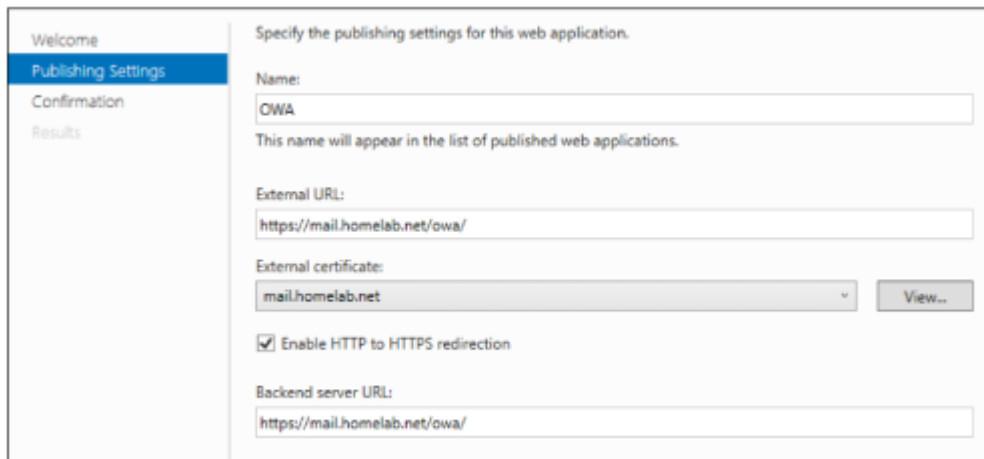 Welcome
Publishing Settings
Confirmation
Results
Specify the publishing settings for this web application.
Name:
OWA
This name will appear in the list of published web applications.
External URL:
https://mail.homelab.net/owa/
External certificate:
mail.homelab.net
View...
Enable HTTP to HTTPS redirection
Backend server URL:
https://mail.homelab.net/owa/